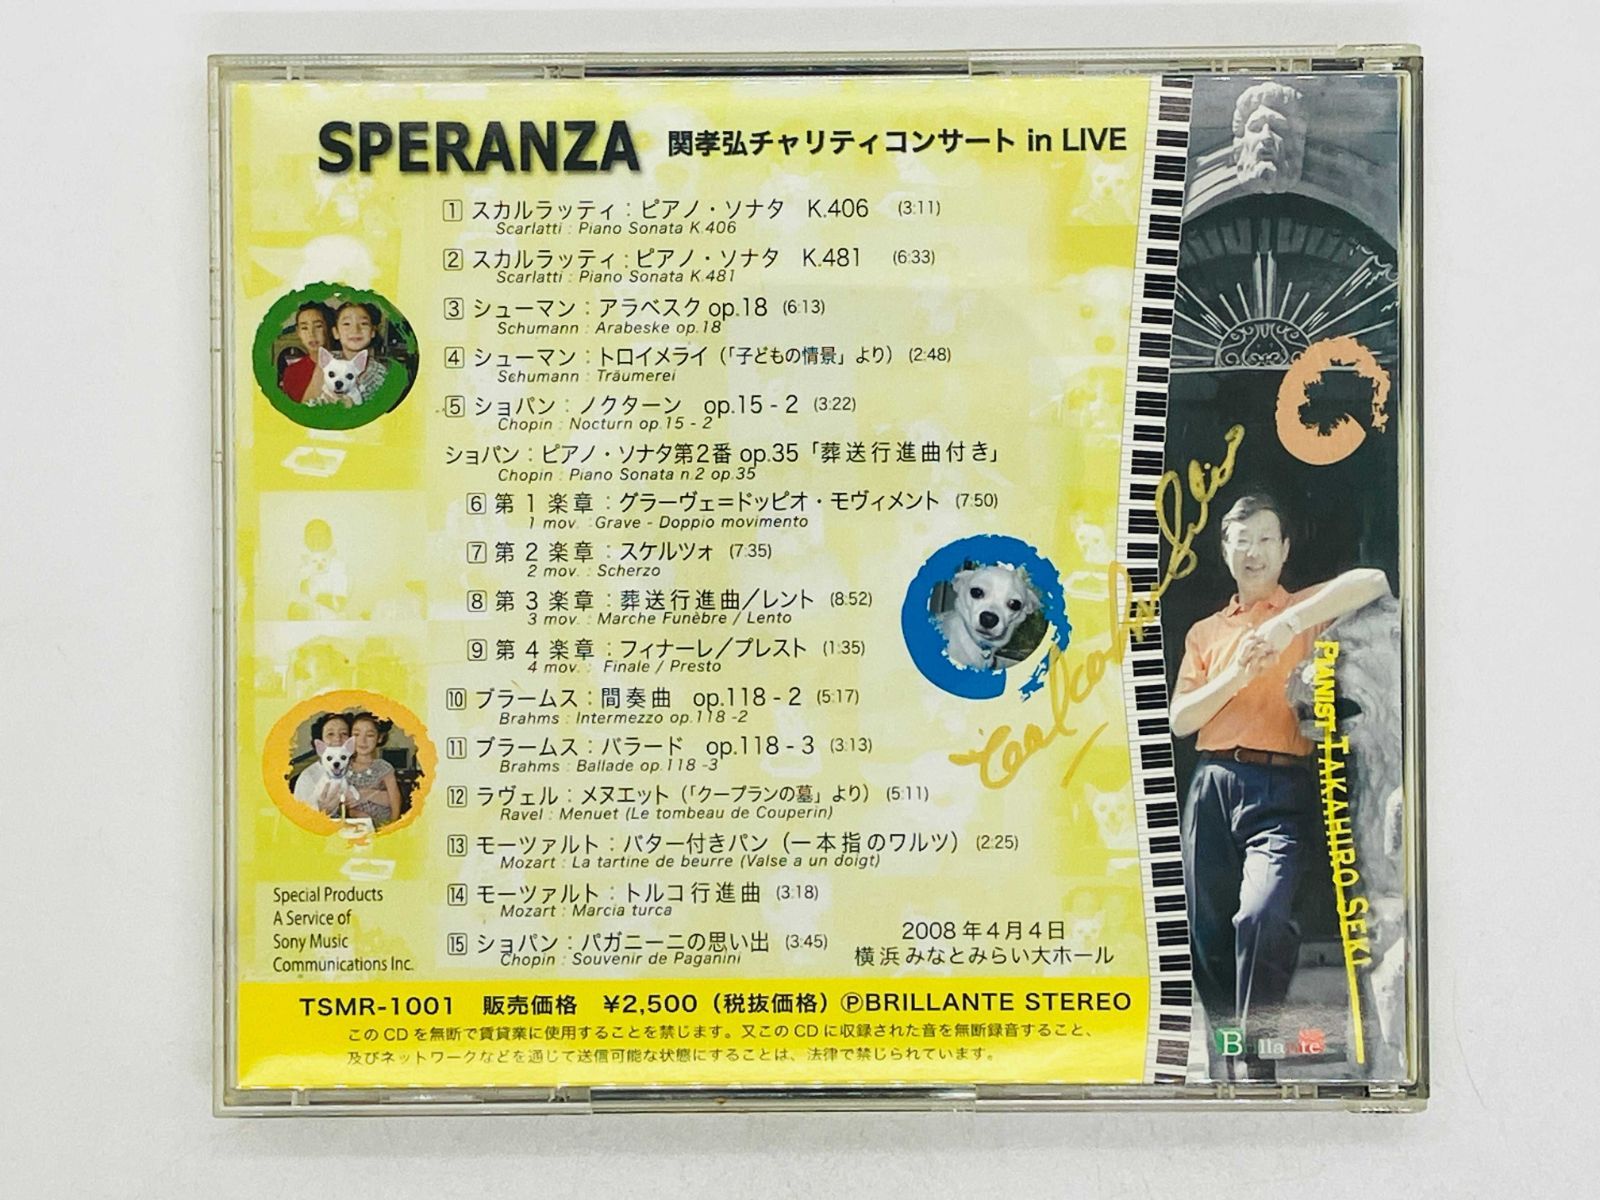 SPERANZA 関孝弘チャリティコンサート in LIVE
1 スカルラッティ：ピアノ・ソナタ K.406 (3:11)
Scarlatti : Piano Sonata K.406
2 スカルラッティ：ピアノ・ソナタ K.481 (6:33)
Scarlatti : Piano Sonata K.481
3 シューマン：アラベスク op.18 (6:13)
Schumann : Arabeske op.18
4 シューマン：トロイメライ（「子どもの情景」より）(2:48)
Schumann : Träumerei
5 ショパン：ノクターン op.15 - 2 (3:22)
Chopin : Nocturn op.15 - 2
ショパン：ピアノ・ソナタ第2番 op.35「葬送行進曲付き」
Chopin : Piano Sonata n.2 op.35
6 第1楽章：グラーヴェ=ドッピオ・モヴィメント (7:50)
1 mov. : Grave - Doppio movimento
7 第2楽章：スケルツォ (7:35)
2 mov. : Scherzo
8 第3楽章：葬送行進曲／レント (8:52)
3 mov. : Marche Funèbre / Lento
9 第4楽章：フィナーレ／プレスト (1:35)
4 mov. : Finale / Presto
10 ブラームス：間奏曲 op.118 - 2 (5:17)
Brahms : Intermezzo op.118 -2
11 ブラームス：バラード op.118 - 3 (3:13)
Brahms : Ballade op.118 -3
12 ラヴェル：メヌエット（「クープランの墓」より）(5:11)
Ravel : Menuet (Le tombeau de Couperin)
13 モーツァルト：バター付きパン（一本指のワルツ）(2:25)
Mozart : La tartine de beurre (Valse a un doigt)
14 モーツァルト：トルコ行進曲 (3:18)
Mozart : Marcia turca
15 ショパン：パガニーニの思い出 (3:45)
Chopin : Souvenir de Paganini
2008年4月4日
横浜みなとみらい大ホール
Special Products
A Service of
Sony Music
Communications Inc.
TSMR-1001 販売価格 ¥2,500（税抜価格）ⓅBRILLANTE STEREO
このCDを無断で賃貸業に使用することを禁じます。又このCDに収録された音を無断録音すること、
及びネットワークなどを通じて送信可能な状態にすることは、法律で禁じられています。
PIANIST TAKAHIRO SEKI
Brillante